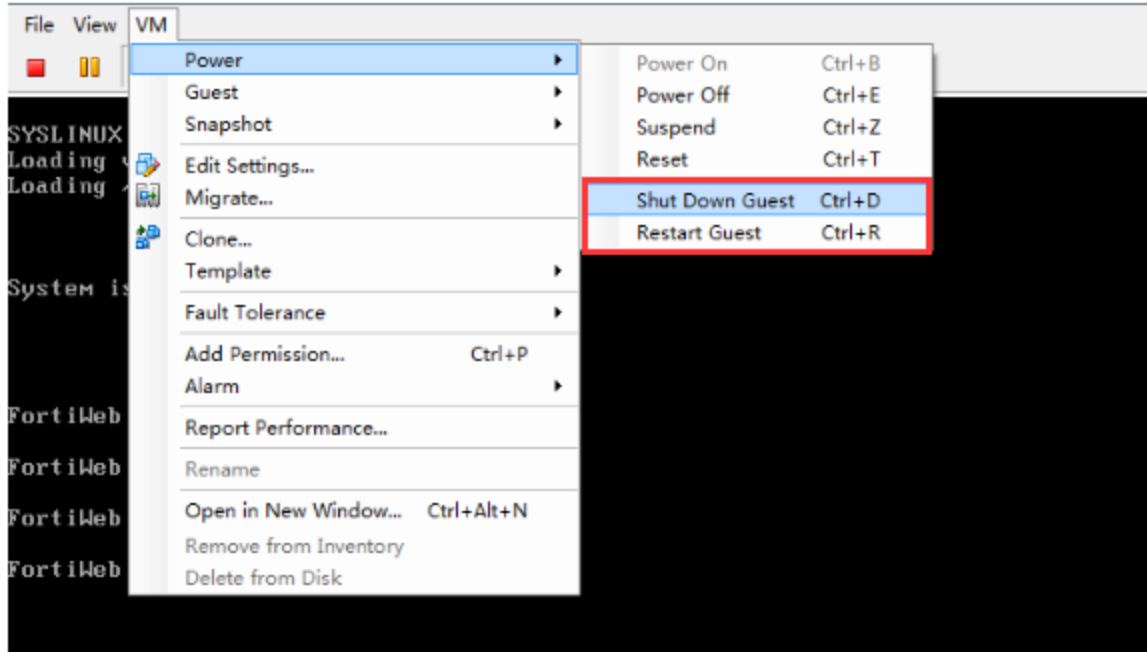 File View VM
Power
Guest
Snapshot
Edit Settings...
Migrate...
Clone...
Template
Fault Tolerance
Add Permission... Ctrl+P
Alarm
Report Performance...
Rename
Open in New Window... Ctrl+Alt+N
Remove from Inventory
Delete from Disk
Power On Ctrl+B
Power Off Ctrl+E
Suspend Ctrl+Z
Reset Ctrl+T
Shut Down Guest Ctrl+D
Restart Guest Ctrl+R
SYSLINUX
Loading
Loading
System is
FortiWeb
FortiWeb
FortiWeb
FortiWeb